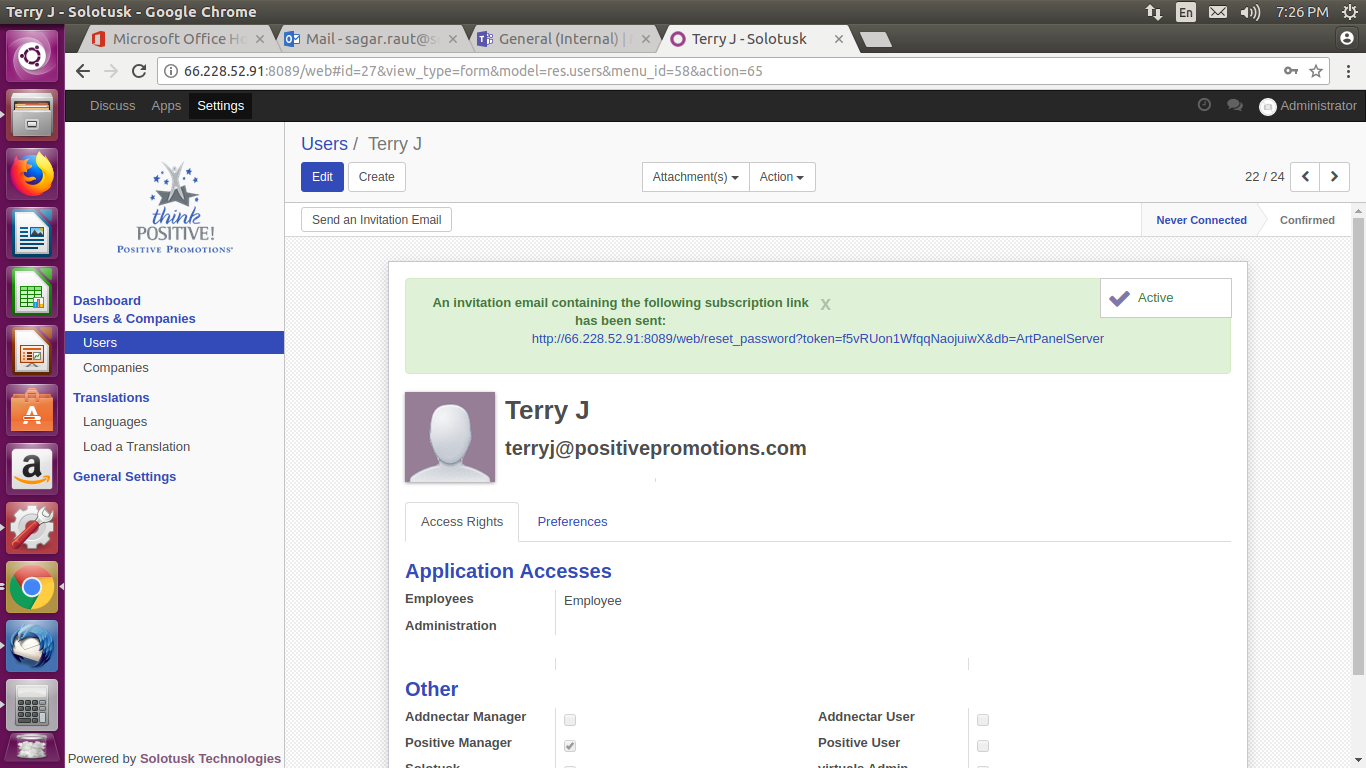 Terry J - Solotusk - Google Chrome
En
7:26 PM
Microsoft Office Ho
Mail - sagar.raut@s
General (Internal) |
Terry J - Solotusk
66.228.52.91:8089/web#id=27&view_type=form&model=res.users&menu_id=58&action=65
Discuss Apps Settings
Administrator
think
POSITIVE!
POSITIVE PROMOTIONS®
Users / Terry J
Edit Create
Attachment(s) Action
22 / 24
Send an Invitation Email
Never Connected Confirmed
Dashboard
Users & Companies
Users
Companies
Translations
Languages
Load a Translation
General Settings
Powered by Solotusk Technologies
An invitation email containing the following subscription link x
has been sent:
http://66.228.52.91:8089/web/reset_password?token=f5vRUon1WfqqNaojuiwX&db=ArtPanelServer
Active
Terry J
terryj@positivepromotions.com
Access Rights Preferences
Application Accesses
Employees Employee
Administration
Other
Addnectar Manager Addnectar User
Positive Manager Positive User
Solotusk virtuals Admin